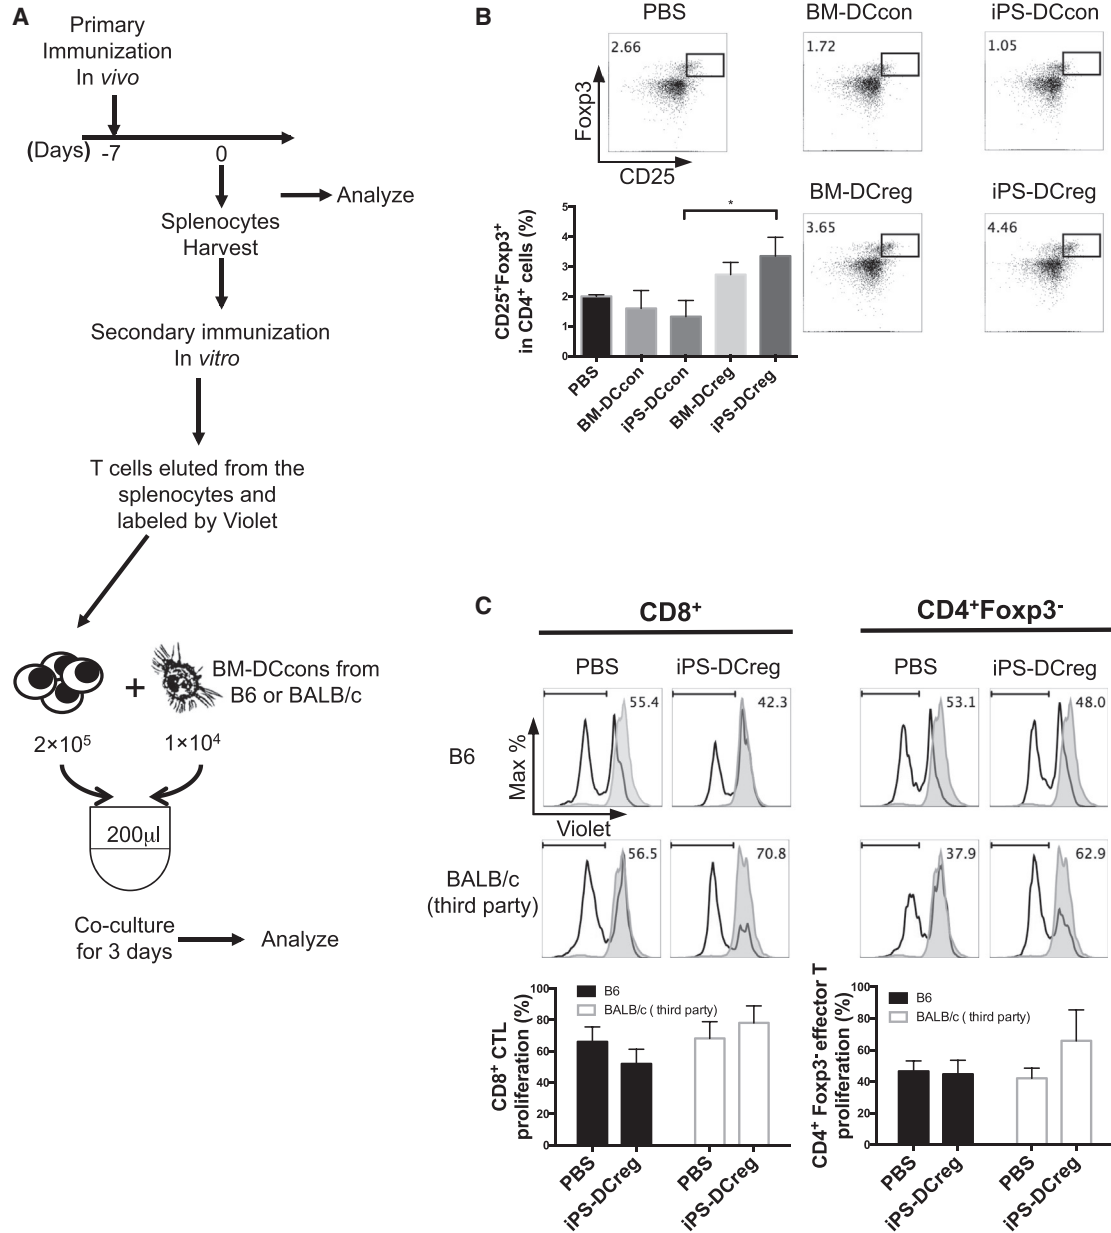 A
Primary
Immunization
In vivo
(Days) -7 0
Analyze
Splenocytes
Harvest
Secondary immunization
In vitro
T cells eluted from the
splenocytes and
labeled by Violet
+
BM-DCcons from
B6 or BALB/c
2×10⁵
1×10⁴
200μl
Co-culture
for 3 days
Analyze
B
PBS
BM-DCcon
iPS-DCcon
2.66
1.72
1.05
Foxp3
CD25
BM-DCreg
iPS-DCreg
3.65
4.46
CD25⁺Foxp3⁺
in CD4⁺ cells (%)
5
4
3
2
1
0
*
PBS
BM-DCcon
iPS-DCcon
BM-DCreg
iPS-DCreg
C
CD8⁺
CD4⁺Foxp3⁻
PBS
iPS-DCreg
PBS
iPS-DCreg
B6
55.4
42.3
53.1
48.0
Max %
Violet
BALB/c
(third party)
56.5
70.8
37.9
62.9
CD8⁺ CTL
proliferation (%)
100
80
60
40
20
0
B6
BALB/c ( third party)
PBS
iPS-DCreg
PBS
iPS-DCreg
CD4⁺ Foxp3⁻effector T
proliferation (%)
100
80
60
40
20
0
B6
BALB/c ( third party)
PBS
iPS-DCreg
PBS
iPS-DCreg